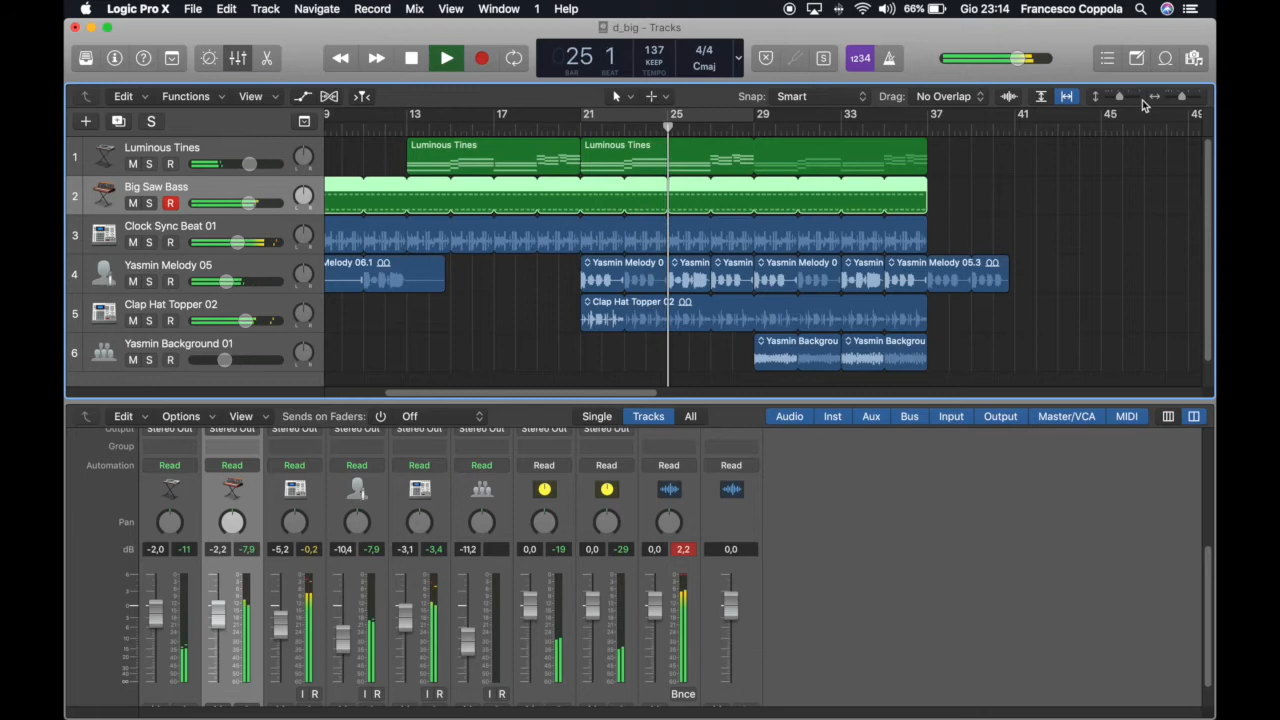 Logic Pro X File Edit Track Navigate Record Mix View Window 1 Help 66% Gio 23:14 Francesco Coppola
d_big - Tracks
25 1 137 4/4
KEEP Cmaj
BAR BEAT TEMPO
S 1234
Edit Functions View Snap: Smart Drag: No Overlap
S 9 13 17 21 25 29 33 37 41 45 49
1 Luminous Tines Luminous Tines Luminous Tines
M S R L R
2 Big Saw Bass
M S R L R
3 Clock Sync Beat 01
M S R L R
4 Yasmin Melody 05 Melody 06.1 Yasmin Melody 0 Yasmin Yasmin Yasmin Melody 0 Yasmin Yasmin Melody 05.3
M S R L R
5 Clap Hat Topper 02 Clap Hat Topper 02
M S R L R
6 Yasmin Background 01 Yasmin Backgrou Yasmin Backgrou
M S R L R
Edit Options View Sends on Faders: Off Single Tracks All Audio Inst Aux Bus Input Output Master/VCA MIDI
Output Stereo Out Stereo Out Stereo Out Stereo Out Stereo Out Stereo Out Stereo Out Stereo Out
Group
Automation Read Read Read Read Read Read Read Read Read Read
Pan
dB -2,0 -11 -2,2 -7,9 -5,2 -0,2 -10,4 -7,9 -3,1 -3,4 -11,2 0,0 -19 0,0 -29 0,0 2,2 0,0
I R I R I R I R Bnce